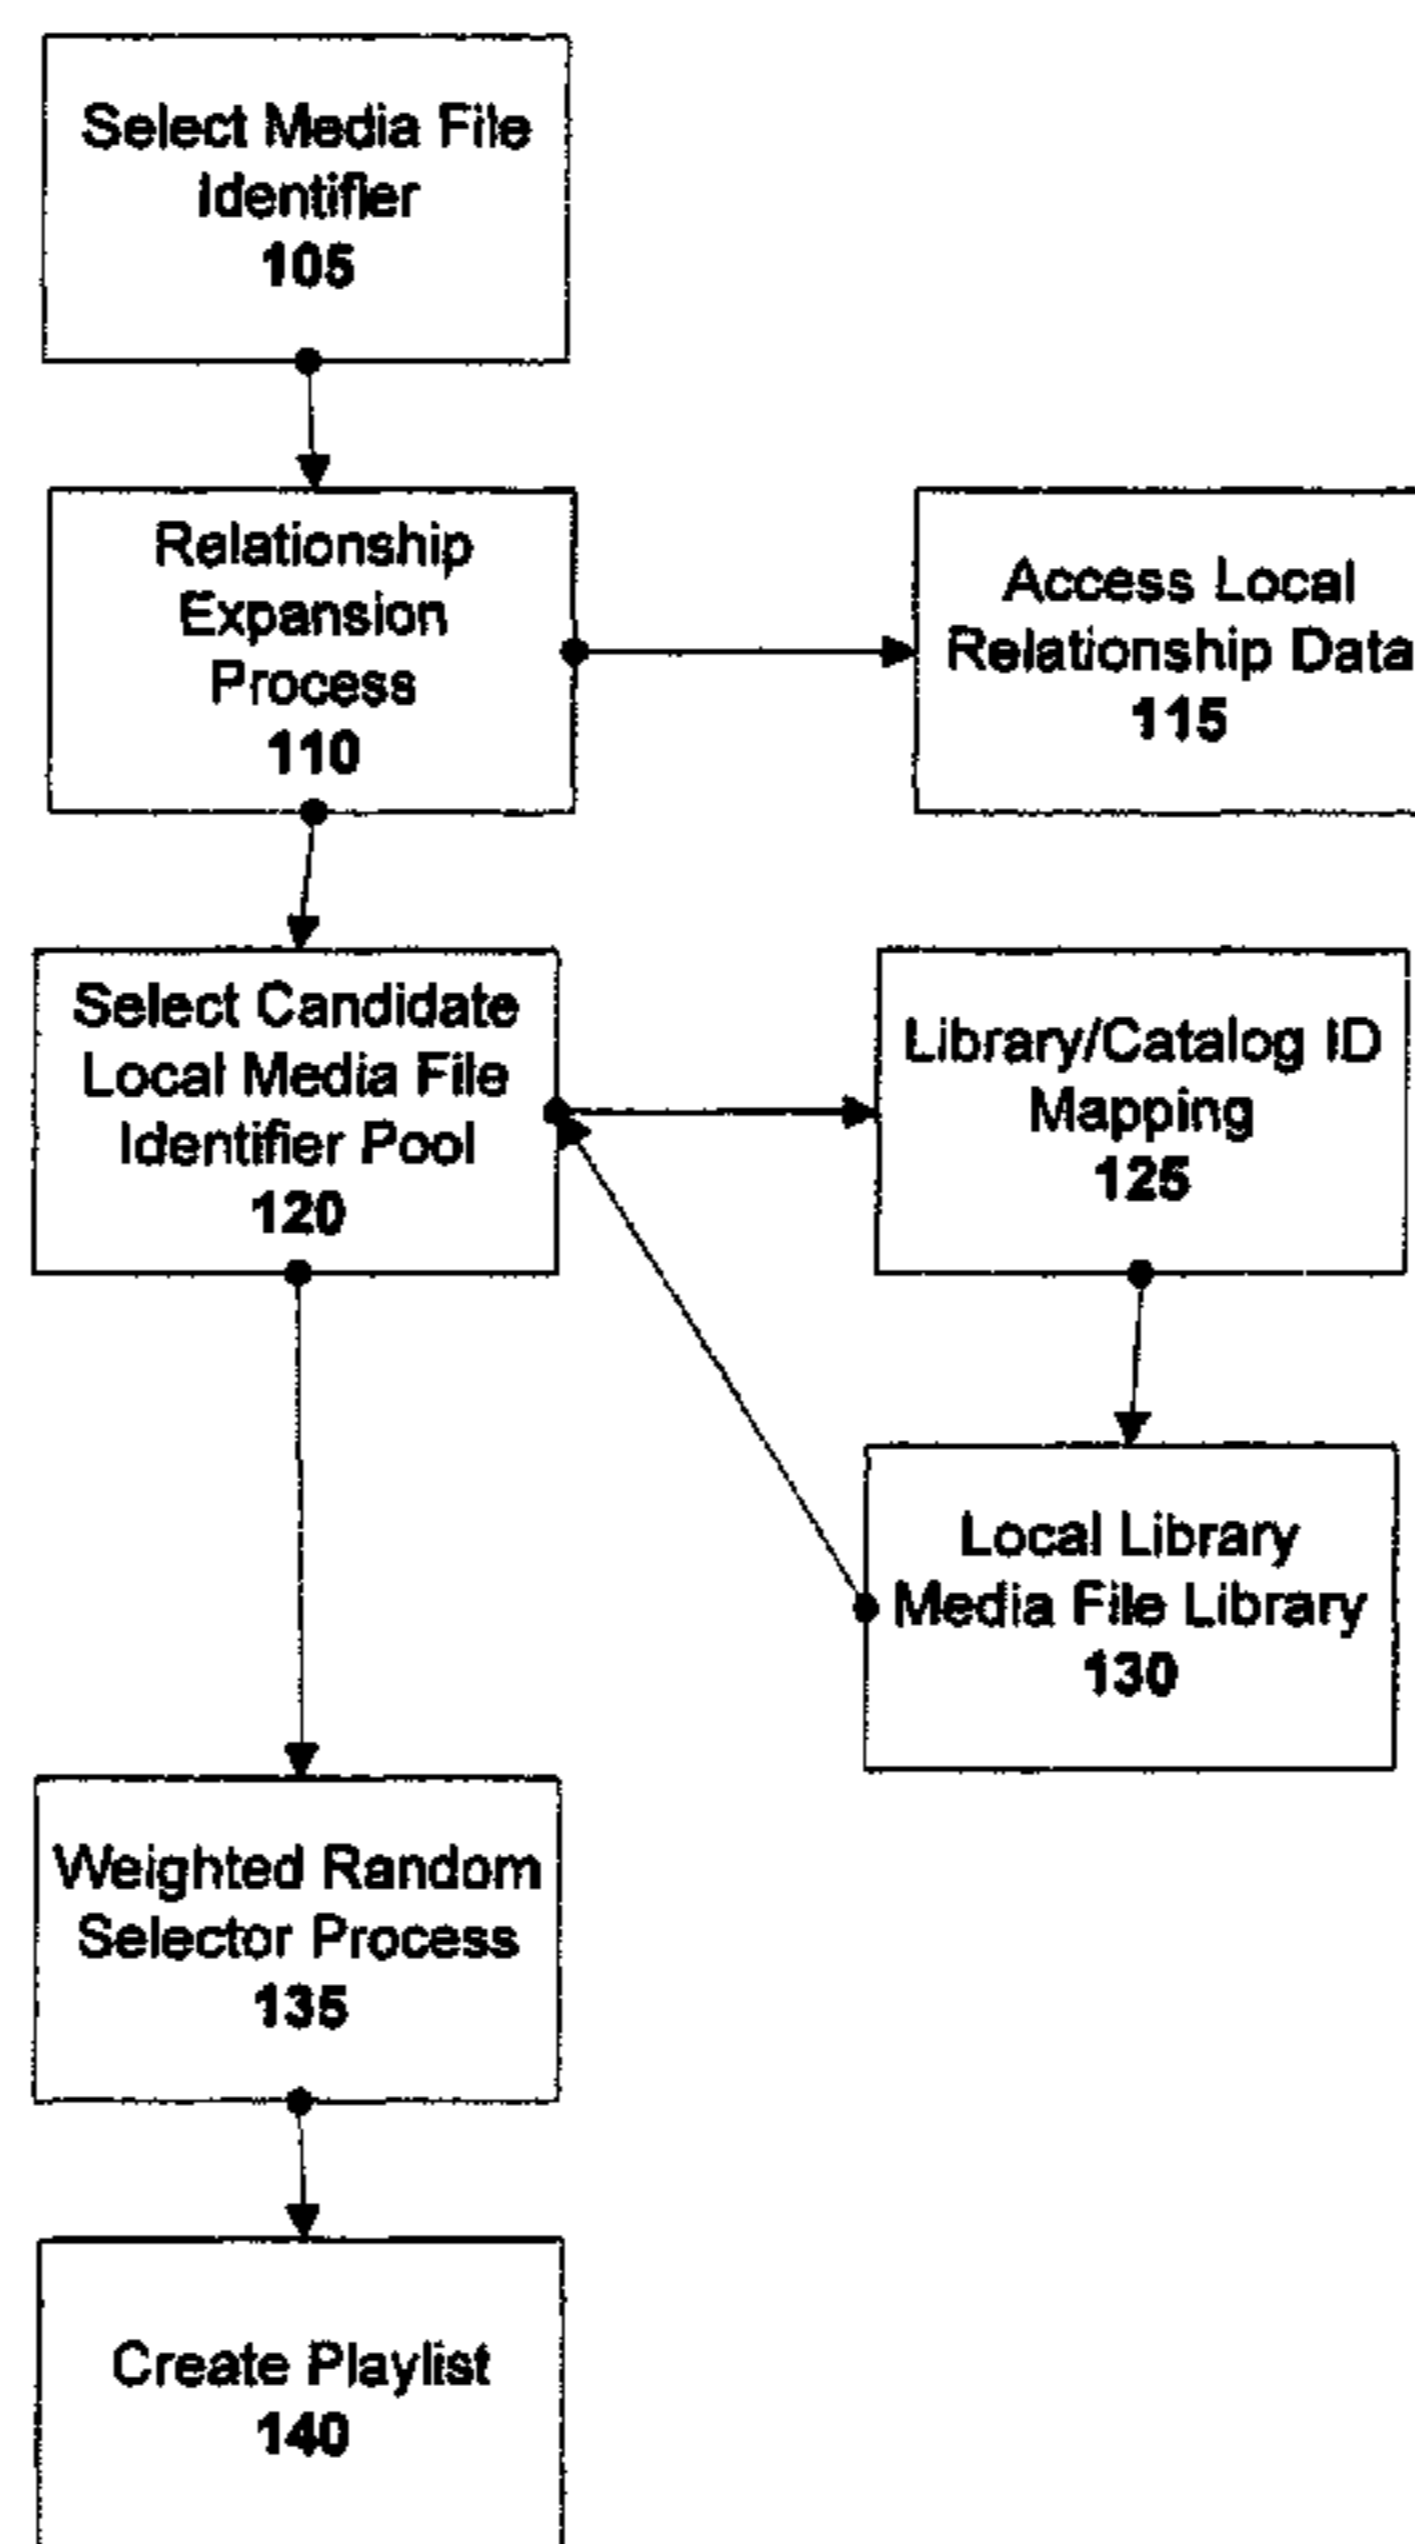 Select Media File
Identifier
105
Relationship
Expansion
Process
110
Access Local
Relationship Data
115
Select Candidate
Local Media File
Identifier Pool
120
Library/Catalog ID
Mapping
125
Local Library
Media File Library
130
Weighted Random
Selector Process
135
Create Playlist
140